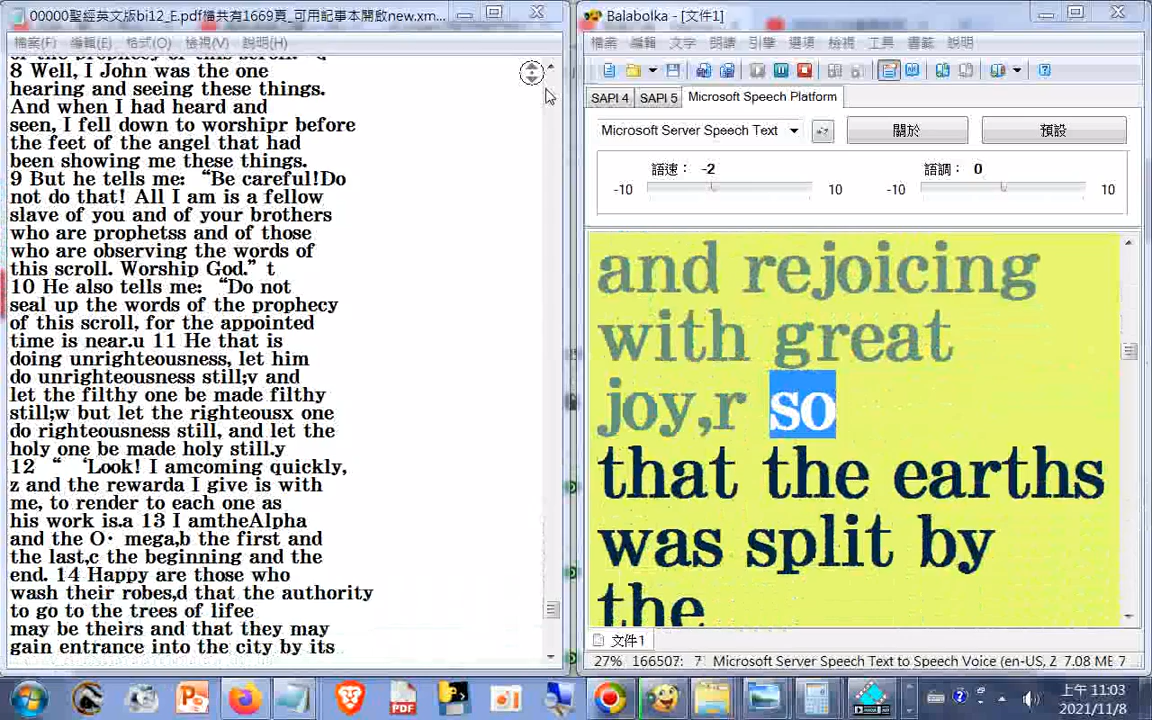 00000聖經英文版bi12_E.pdf檔共有1669頁_可用記事本開啟new.xm...
檔案(F) 編輯(E) 格式(O) 檢視(V) 說明(H)
8 Well, I John was the one
hearing and seeing these things.
And when I had heard and
seen, I fell down to worshipr before
the feet of the angel that had
been showing me these things.
9 But he tells me: “Be careful!Do
not do that! All I am is a fellow
slave of you and of your brothers
who are prophetss and of those
who are observing the words of
this scroll. Worship God.” t
10 He also tells me: “Do not
seal up the words of the prophecy
of this scroll, for the appointed
time is near.u 11 He that is
doing unrighteousness, let him
do unrighteousness still;v and
let the filthy one be made filthy
still;w but let the righteousx one
do righteousness still, and let the
holy one be made holy still.y
12 “ ‘Look! I amcoming quickly,
z and the rewarda I give is with
me, to render to each one as
his work is.a 13 I amtheAlpha
and the O· mega,b the first and
the last,c the beginning and the
end. 14 Happy are those who
wash their robes,d that the authority
to go to the trees of lifee
may be theirs and that they may
gain entrance into the city by its
Balabolka - [文件1]
檔案 編輯 文字 朗讀 引擎 選項 檢視 工具 書籤 說明
SAPI 4 SAPI 5 Microsoft Speech Platform
Microsoft Server Speech Text 關於 預設
語速： -2 語調： 0
-10 10 -10 10
and rejoicing
with great
joy,r so
that the earths
was split by
the
文件1
27% 166507: 7 Microsoft Server Speech Text to Speech Voice (en-US, 2 7.08 ME 7
PDF
上午 11:03
2021/11/8